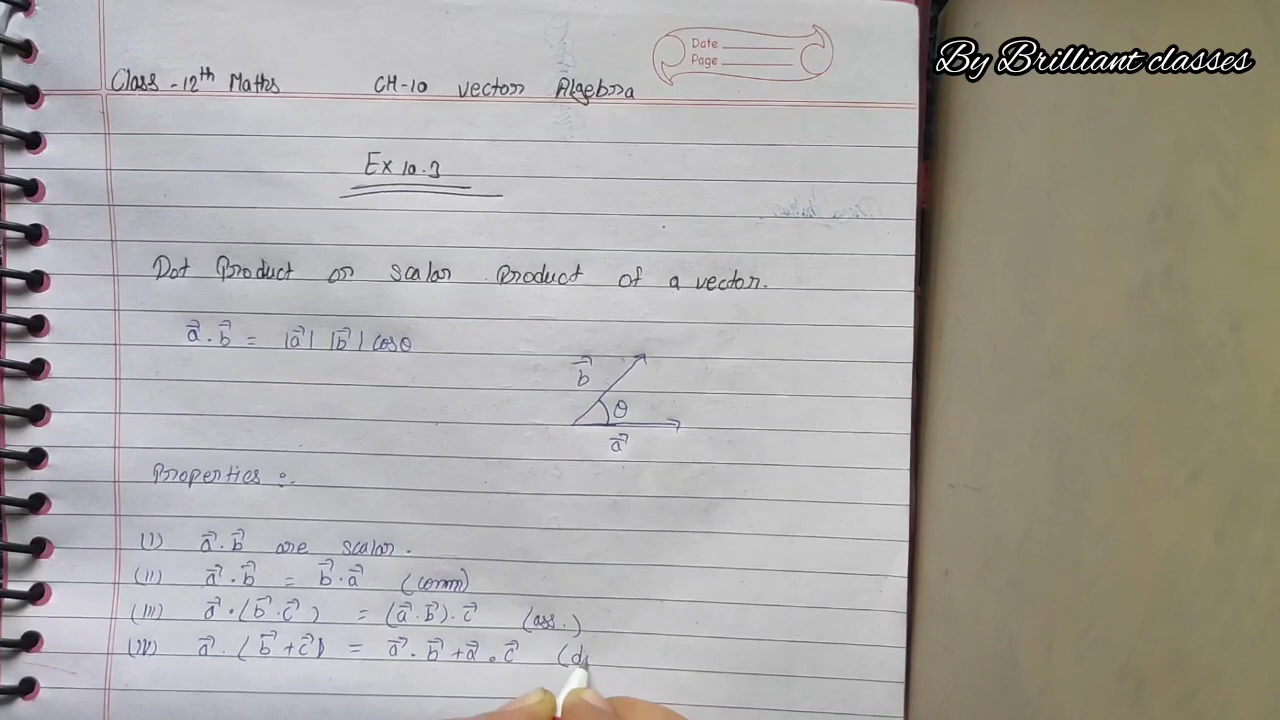 By Brilliant classes
Date
Page
Class - 12th Maths CH-10 vector Algebra
Ex 10.3
Dot Product or scalar Product of a vector.
a⃗ . b⃗ = |a⃗| |b⃗| cosθ
b⃗
θ
a⃗
Properties :-
(i) a⃗ . b⃗ are scalar.
(ii) a⃗ . b⃗ = b⃗ . a⃗ (comm)
(iii) a⃗ . (b⃗ . c⃗) = (a⃗ . b⃗) . c⃗ (ass.)
(iv) a⃗ . (b⃗ + c⃗) = a⃗ . b⃗ + a⃗ . c⃗ (d